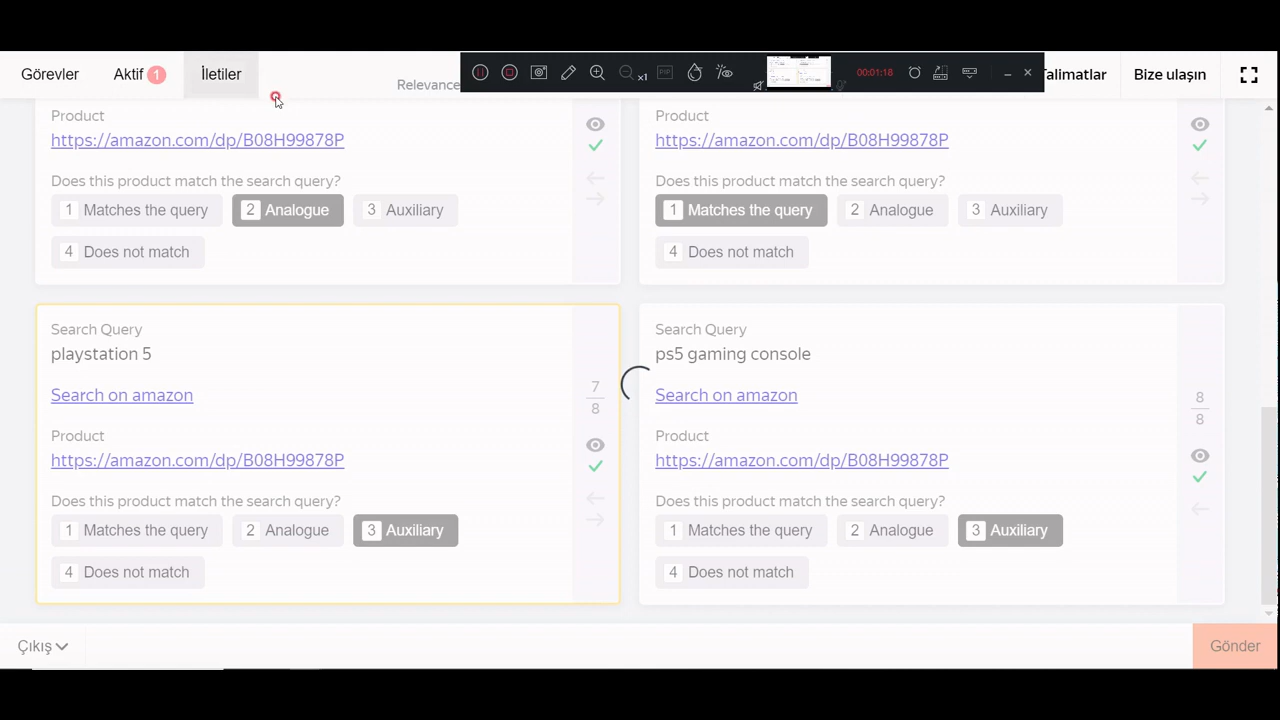 Görevler
Aktif 1
İletiler
Relevance
x1
PIP
00:01:18
Talimatlar
Bize ulaşın
Product
https://amazon.com/dp/B08H99878P
Does this product match the search query?
1 Matches the query
2 Analogue
3 Auxiliary
4 Does not match
Product
https://amazon.com/dp/B08H99878P
Does this product match the search query?
1 Matches the query
2 Analogue
3 Auxiliary
4 Does not match
Search Query
playstation 5
Search on amazon
7
8
Product
https://amazon.com/dp/B08H99878P
Does this product match the search query?
1 Matches the query
2 Analogue
3 Auxiliary
4 Does not match
Search Query
ps5 gaming console
Search on amazon
8
8
Product
https://amazon.com/dp/B08H99878P
Does this product match the search query?
1 Matches the query
2 Analogue
3 Auxiliary
4 Does not match
Çıkış
Gönder